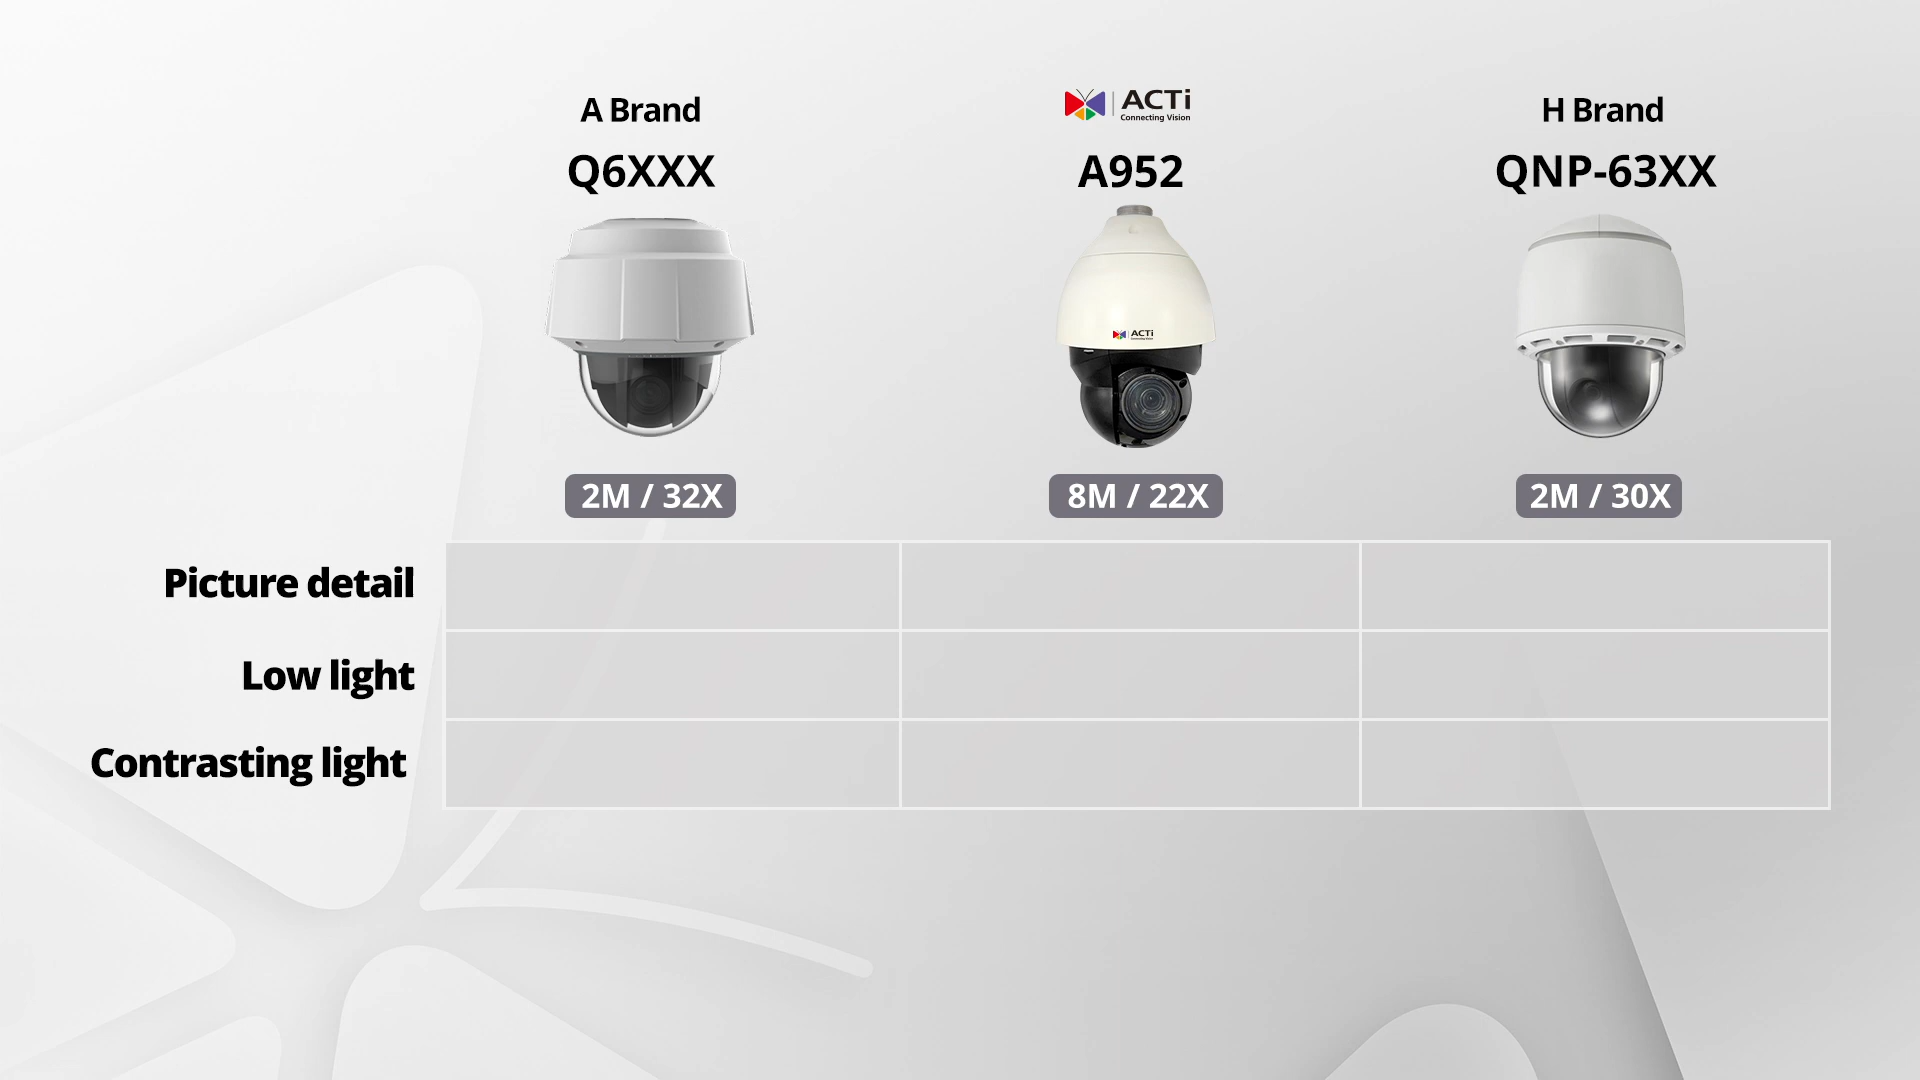 A Brand
ACTi
Connecting Vision
H Brand
Q6XXX
A952
QNP-63XX
ACTi
2M / 32X
8M / 22X
2M / 30X
Picture detail
Low light
Contrasting light